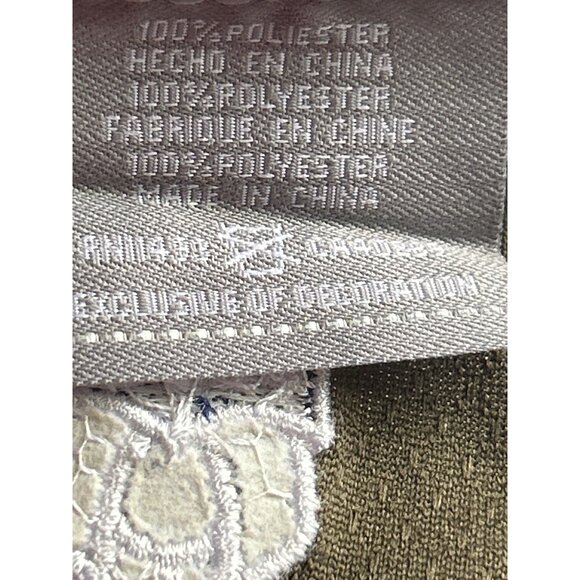 100% POLIESTER
HECHO EN CHINA
100% POLYESTER
FABRIQUE EN CHINE
100% POLYESTER
MADE IN CHINA
EXCLUSIVE OF DECORATION